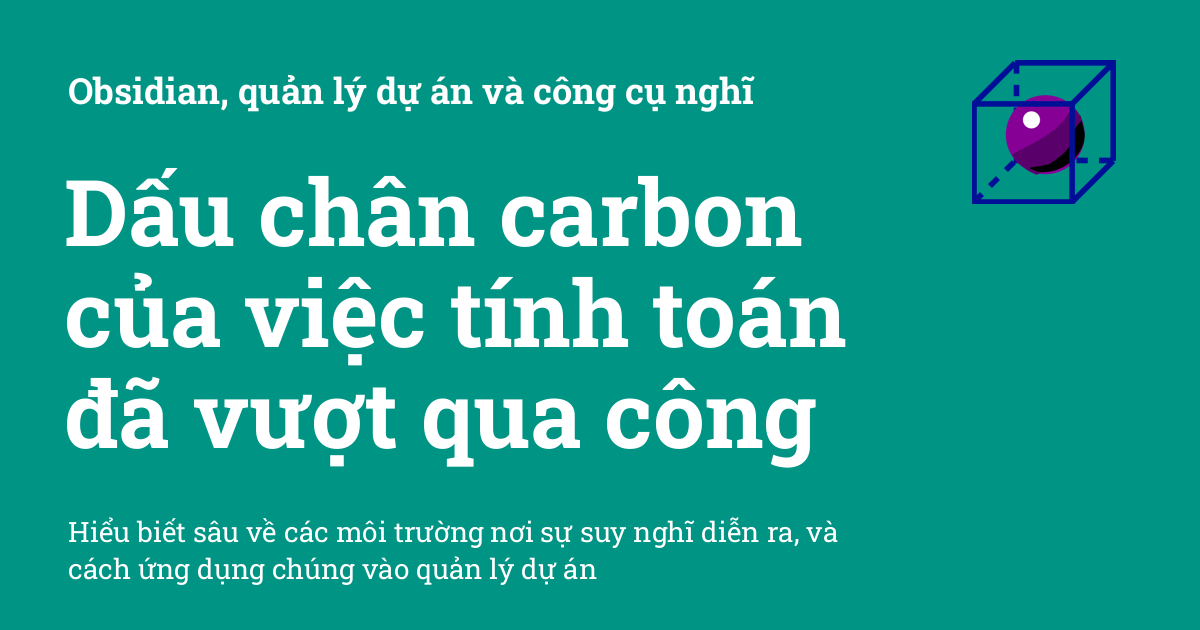 Obsidian, quản lý dự án và công cụ nghĩ
Dấu chân carbon
của việc tính toán
đã vượt qua công
Hiểu biết sâu về các môi trường nơi sự suy nghĩ diễn ra, và
cách ứng dụng chúng vào quản lý dự án